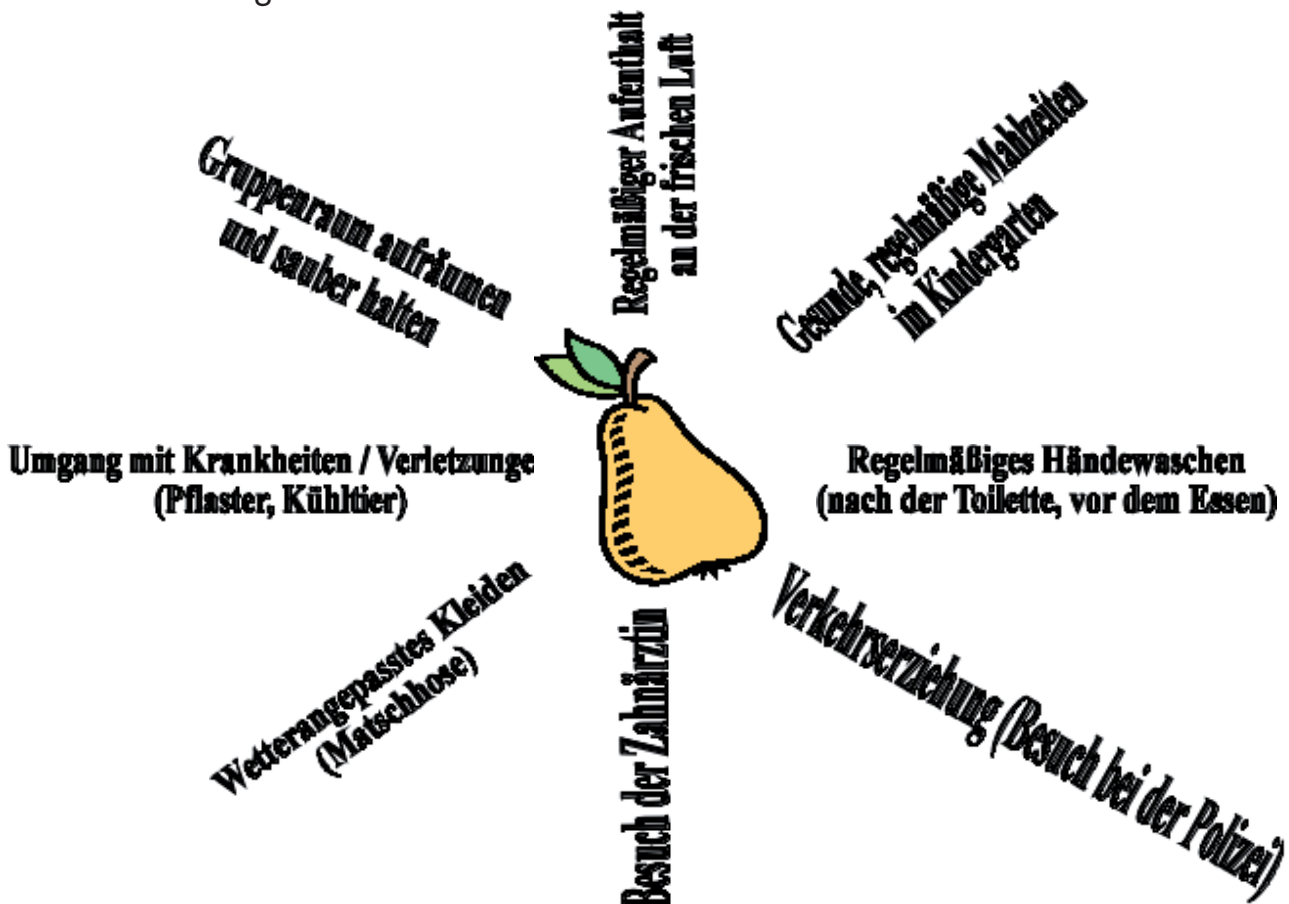 Regelmäßiger Aufenthalt
an der frischen Luft
Gesunde, regelmäßige Mahlzeiten
im Kindergarten
Regelmäßiges Händewaschen
(nach der Toilette, vor dem Essen)
Verkehrserziehung (Besuch bei der Polizei)
Besuch der Zahnärztin
Wetterangepasstes Kleiden
(Matschhose)
Umgang mit Krankheiten / Verletzunge
(Pflaster, Kühltier)
Gruppenraum aufräumen
und sauber halten